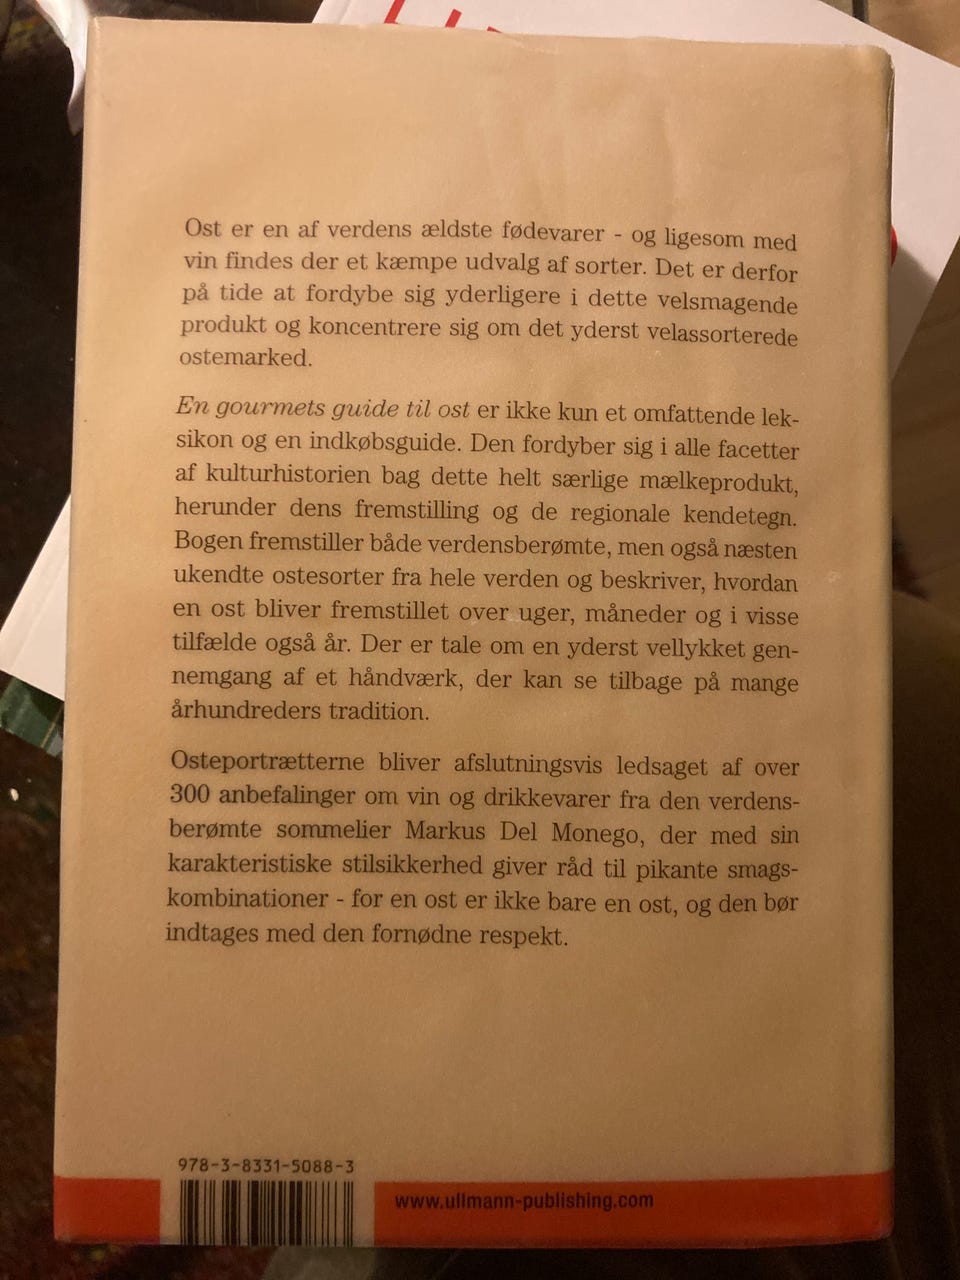 Ost er en af verdens ældste fødevarer - og ligesom med
vin findes der et kæmpe udvalg af sorter. Det er derfor
på tide at fordybe sig yderligere i dette velsmagende
produkt og koncentrere sig om det yderst velassorterede
ostemarked.
En gourmets guide til ost er ikke kun et omfattende lek-
sikon og en indkøbsguide. Den fordyber sig i alle facetter
af kulturhistorien bag dette helt særlige mælkeprodukt,
herunder dens fremstilling og de regionale kendetegn.
Bogen fremstiller både verdensberømte, men også næsten
ukendte ostesorter fra hele verden og beskriver, hvordan
en ost bliver fremstillet over uger, måneder og i visse
tilfælde også år. Der er tale om en yderst vellykket gen-
nemgang af et håndværk, der kan se tilbage på mange
århundreders tradition.
Osteportrætterne bliver afslutningsvis ledsaget af over
300 anbefalinger om vin og drikkevarer fra den verdens-
berømte sommelier Markus Del Monego, der med sin
karakteristiske stilsikkerhed giver råd til pikante smags-
kombinationer - for en ost er ikke bare en ost, og den bør
indtages med den fornødne respekt.
978-3-8331-5088-3
www.ullmann-publishing.com